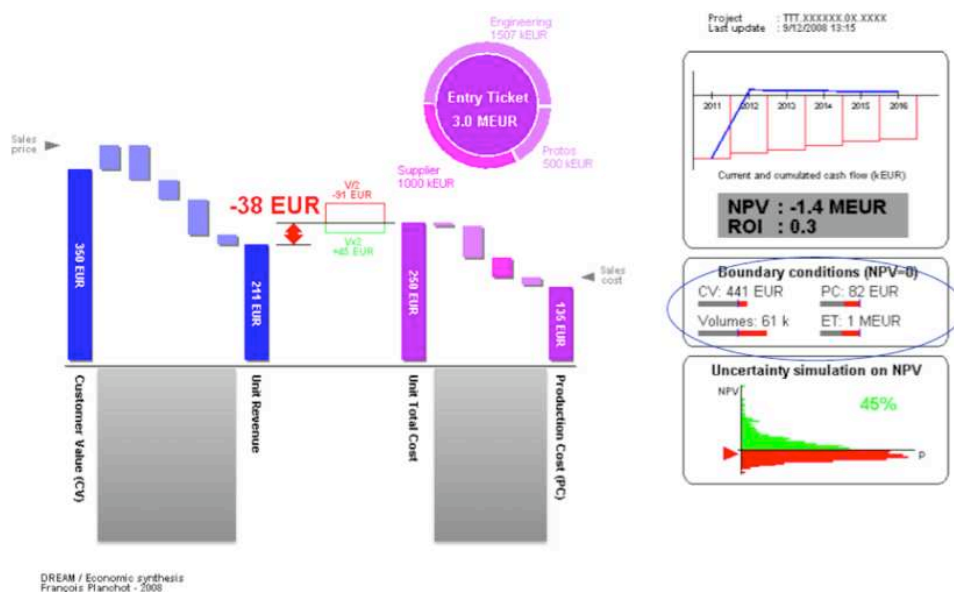 Project : TTT.XXXXXX.0X.XXXX
Last update : 9/12/2008 13:15
Engineering
1507 kEUR
Entry Ticket
3.0 MEUR
Protos
500 kEUR
Supplier
1000 kEUR
Sales
price
V/2
-91 EUR
-38 EUR
Vx2
+45 EUR
350 EUR
211 EUR
250 EUR
135 EUR
Sales
cost
Customer Value (CV)
Unit Revenue
Unit Total Cost
Production Cost (PC)
2011 2012 2013 2014 2015 2016
Current and cumulated cash flow (kEUR)
NPV : -1.4 MEUR
ROI : 0.3
Boundary conditions (NPV=0)
CV: 441 EUR PC: 82 EUR
Volumes: 61 k ET: 1 MEUR
Uncertainty simulation on NPV
NPV
45%
P
DREAM / Economic synthesis
François Planchot - 2008